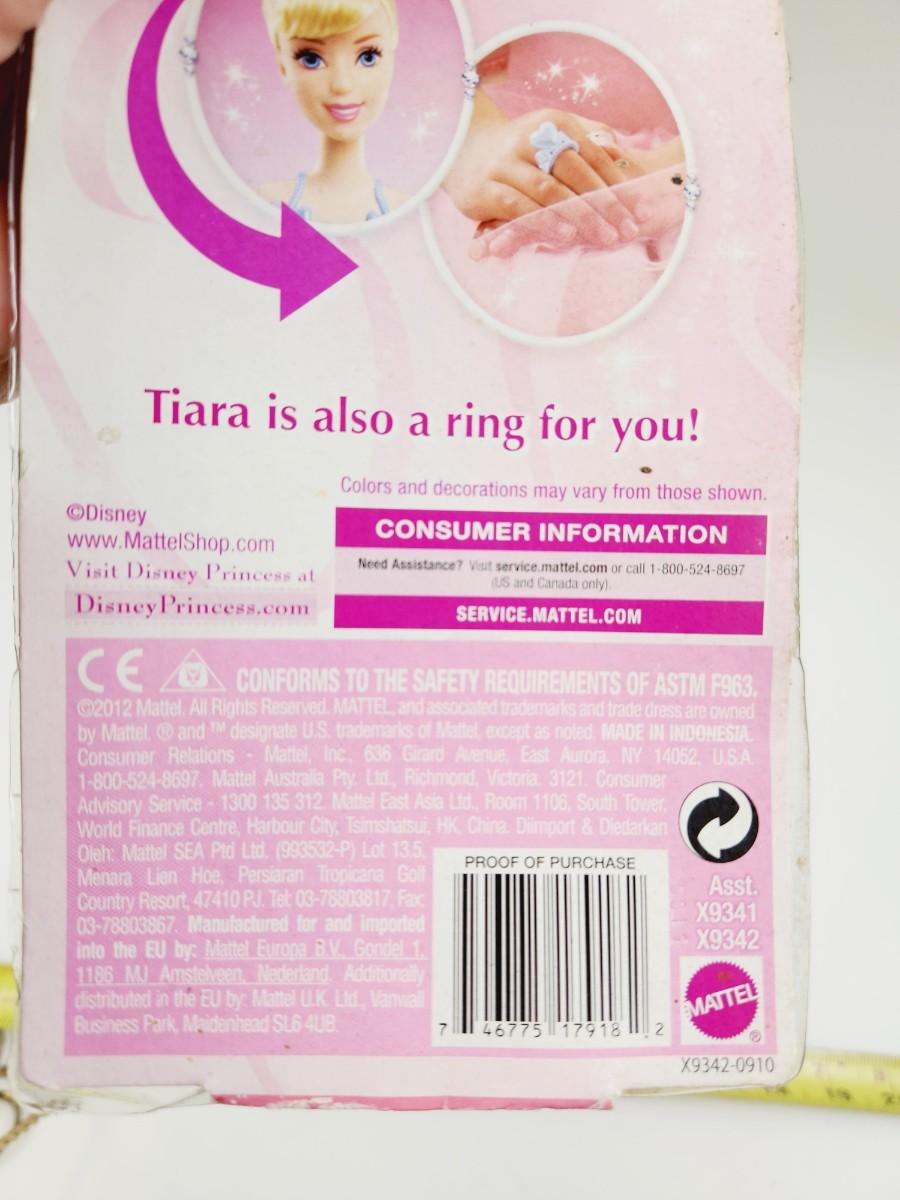 Tiara is also a ring for you!
Colors and decorations may vary from those shown.
©Disney
www.MattelShop.com
Visit Disney Princess at
DisneyPrincess.com
CONSUMER INFORMATION
Need Assistance? Visit service.mattel.com or call 1-800-524-8697
(US and Canada only).
SERVICE.MATTEL.COM
CE CONFORMS TO THE SAFETY REQUIREMENTS OF ASTM F963.
©2012 Mattel. All Rights Reserved. MATTEL, and associated trademarks and trade dress are owned
by Mattel. ® and ™ designate U.S. trademarks of Mattel, except as noted. MADE IN INDONESIA.
Consumer Relations - Mattel, Inc., 636 Girard Avenue, East Aurora, NY 14052, U.S.A.
1-800-524-8697. Mattel Australia Pty. Ltd., Richmond, Victoria. 3121. Consumer
Advisory Service - 1300 135 312. Mattel East Asia Ltd., Room 1106, South Tower,
World Finance Centre, Harbour City, Tsimshatsui, HK, China. Diimport & Diedarkan
Oleh: Mattel SEA Ptd Ltd. (993532-P) Lot 13.5,
Menara Lien Hoe, Persiaran Tropicana Golf
Country Resort, 47410 PJ. Tel: 03-78803817, Fax:
03-78803867. Manufactured for and imported
into the EU by: Mattel Europa B.V., Gondel 1,
1186 MJ Amstelveen, Nederland. Additionally
distributed in the EU by: Mattel U.K. Ltd., Vanwall
Business Park, Maidenhead SL6 4UB.
PROOF OF PURCHASE
7 46775 17918 2
Asst.
X9341
X9342
MATTEL
®
X9342-0910